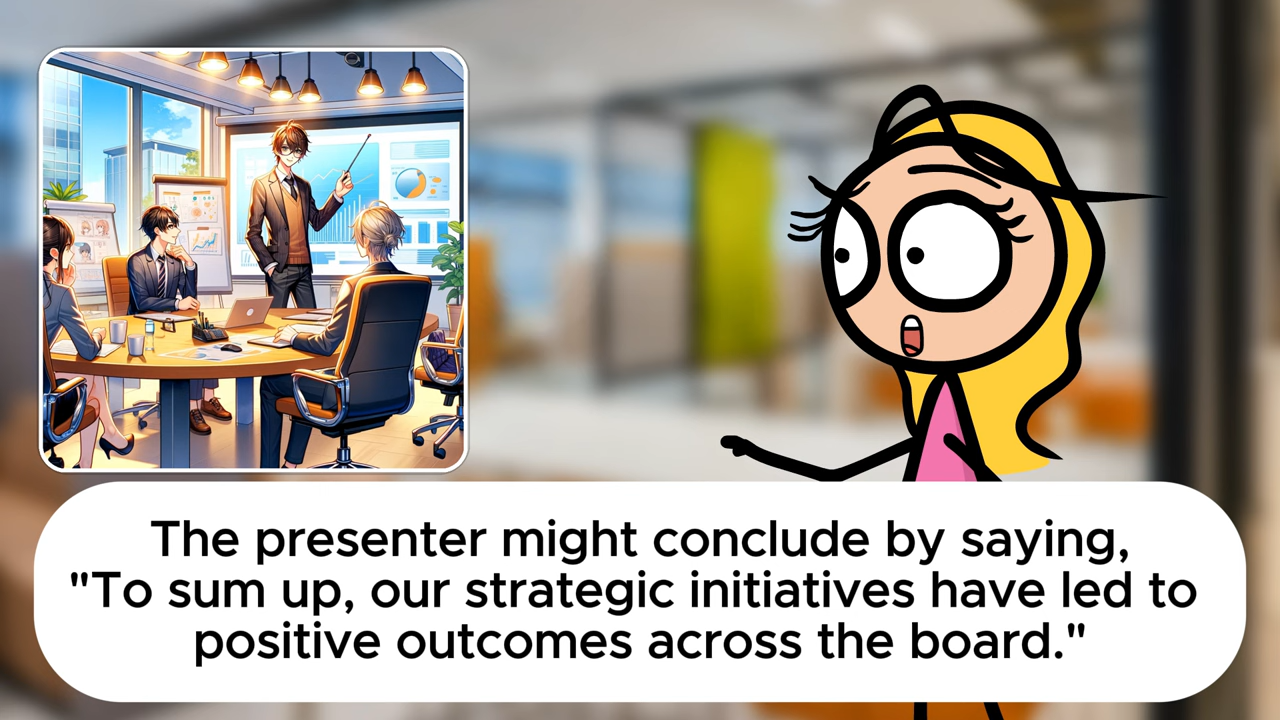 The presenter might conclude by saying,
"To sum up, our strategic initiatives have led to
positive outcomes across the board."